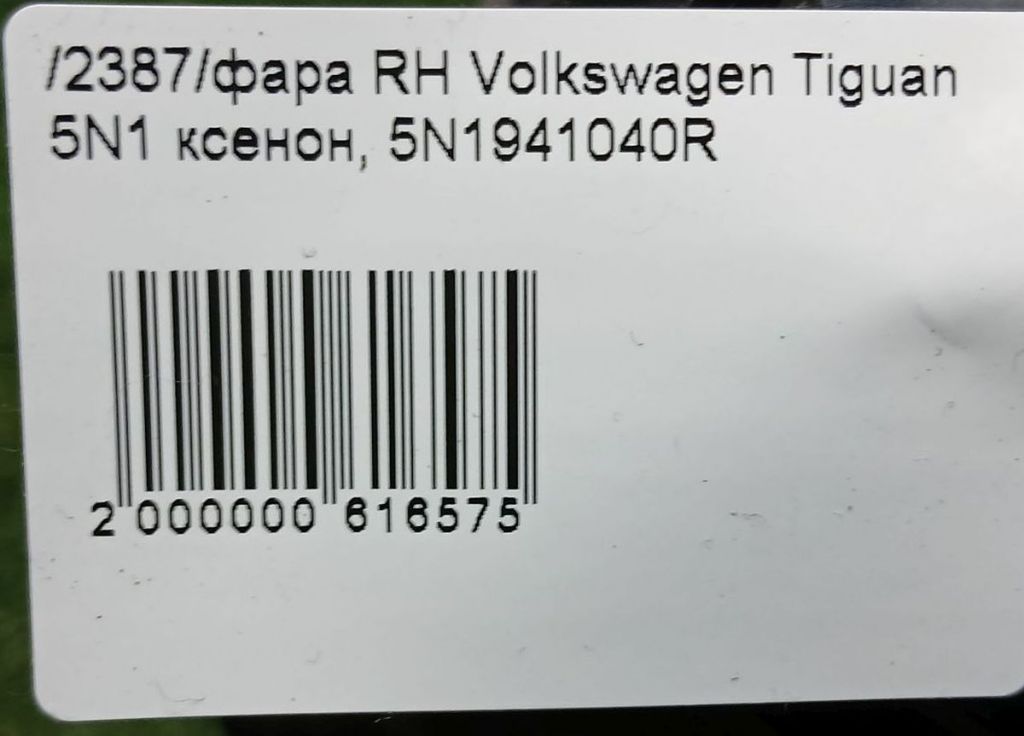 /2387/фара RH Volkswagen Tiguan
5N1 ксенон, 5N1941040R
2 000000 616575